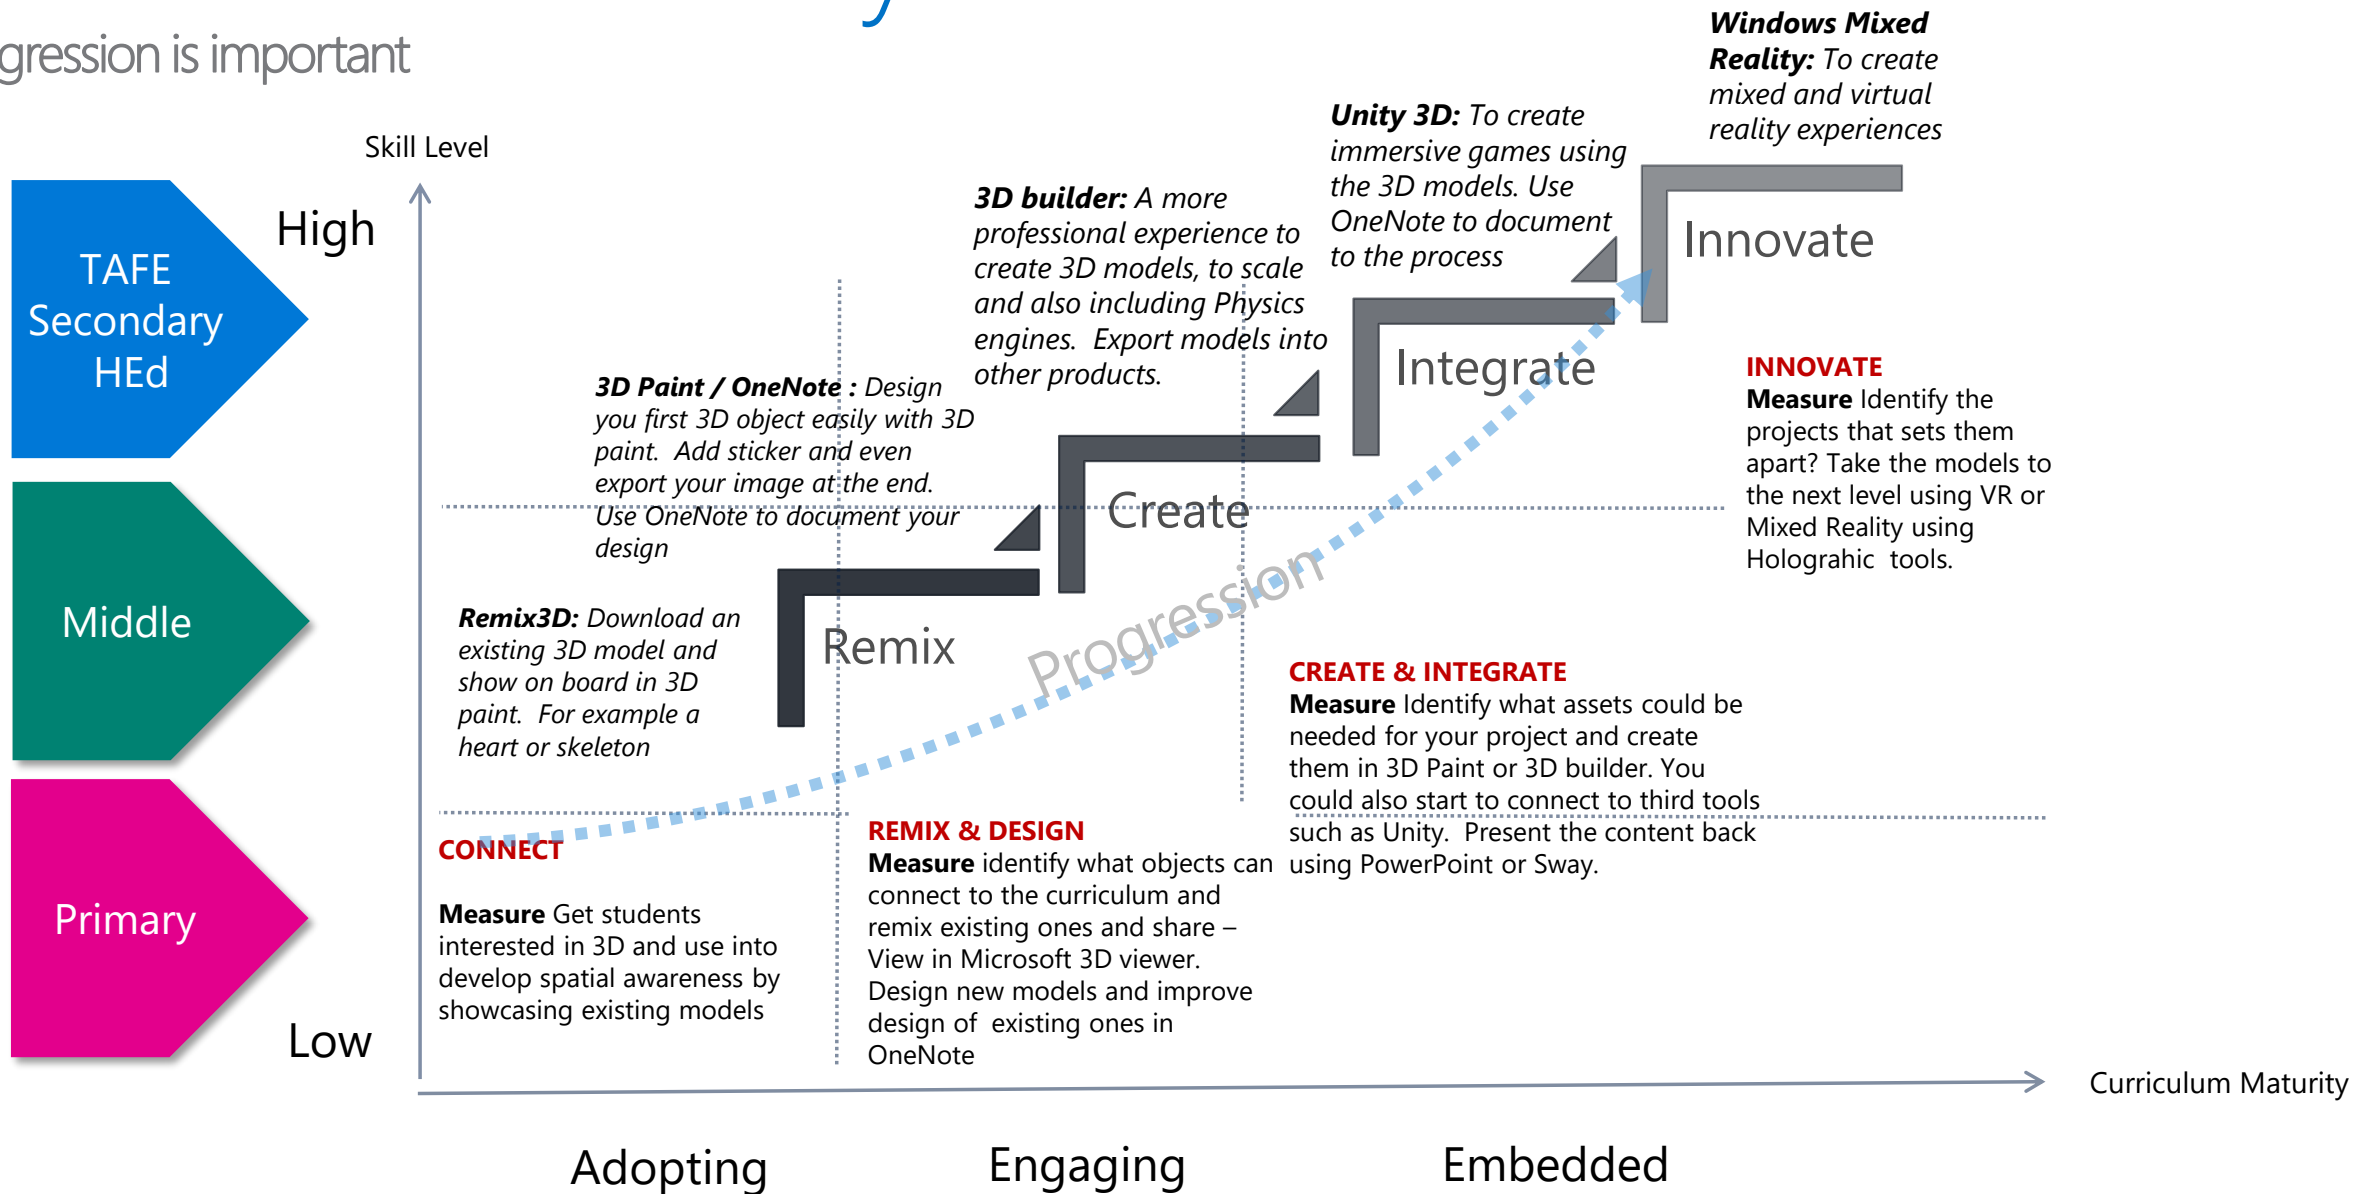 gression is important
Skill Level
High
Low
TAFE
Secondary
HEd
Middle
Primary
Windows Mixed
Reality: To create
mixed and virtual
reality experiences
Unity 3D: To create
immersive games using
the 3D models. Use
OneNote to document
to the process
3D builder: A more
professional experience to
create 3D models, to scale
and also including Physics
engines. Export models into
other products.
3D Paint / OneNote : Design
you first 3D object easily with 3D
paint. Add sticker and even
export your image at the end.
Use OneNote to document your
design
Remix3D: Download an
existing 3D model and
show on board in 3D
paint. For example a
heart or skeleton
Innovate
Integrate
Create
Remix
Progression
INNOVATE
Measure Identify the
projects that sets them
apart? Take the models to
the next level using VR or
Mixed Reality using
Holograhic tools.
CREATE & INTEGRATE
Measure Identify what assets could be
needed for your project and create
them in 3D Paint or 3D builder. You
could also start to connect to third tools
such as Unity. Present the content back
using PowerPoint or Sway.
REMIX & DESIGN
Measure identify what objects can
connect to the curriculum and
remix existing ones and share –
View in Microsoft 3D viewer.
Design new models and improve
design of existing ones in
OneNote
CONNECT
Measure Get students
interested in 3D and use into
develop spatial awareness by
showcasing existing models
Curriculum Maturity
Adopting
Engaging
Embedded